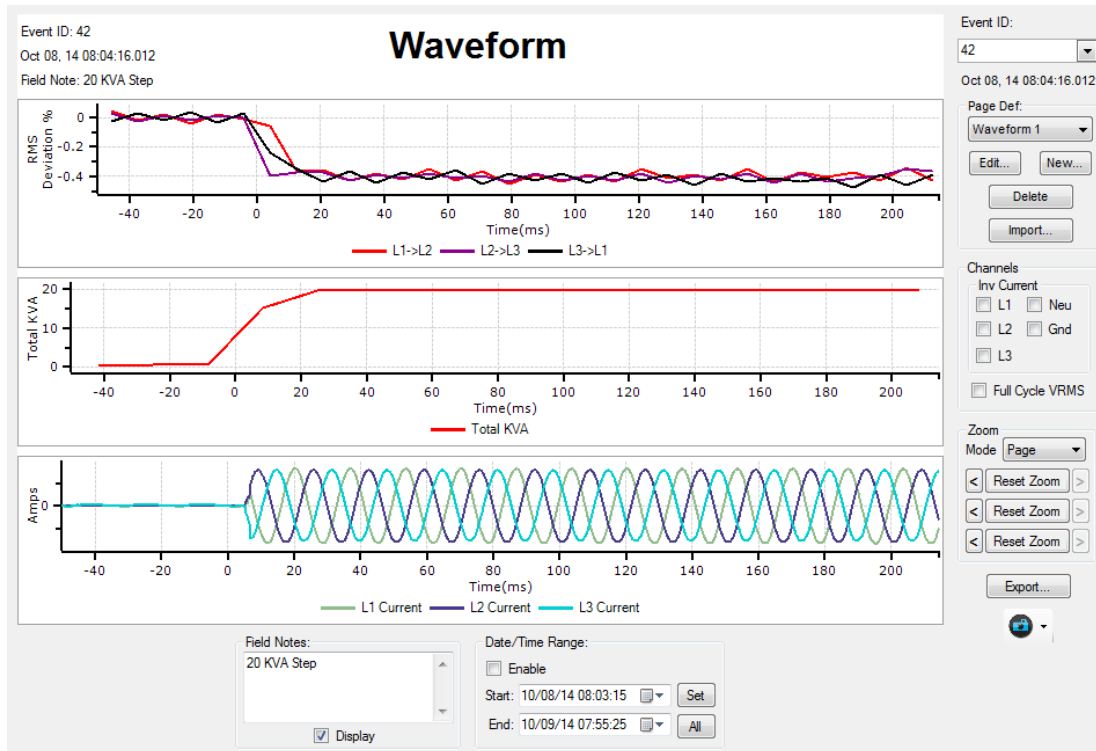 Event ID: 42
Oct 08, 14 08:04:16.012
Field Note: 20 KVA Step
Waveform
RMS
Deviation %
0
-0.2
-0.4
-40 -20 0 20 40 60 80 100 120 140 160 180 200
Time(ms)
L1->L2 L2->L3 L3->L1
Total KVA
20
10
0
-40 -20 0 20 40 60 80 100 120 140 160 180 200
Time(ms)
Total KVA
Amps
0
-40 -20 0 20 40 60 80 100 120 140 160 180 200
Time(ms)
L1 Current L2 Current L3 Current
Field Notes:
20 KVA Step
Display
Date/Time Range:
Enable
Start: 10/08/14 08:03:15 Set
End: 10/09/14 07:55:25 All
Event ID:
42
Oct 08, 14 08:04:16.012
Page Def:
Waveform 1
Edit... New...
Delete
Import...
Channels
Inv Current
L1 Neu
L2 Gnd
L3
Full Cycle VRMS
Zoom
Mode Page
< Reset Zoom >
< Reset Zoom >
< Reset Zoom >
Export...